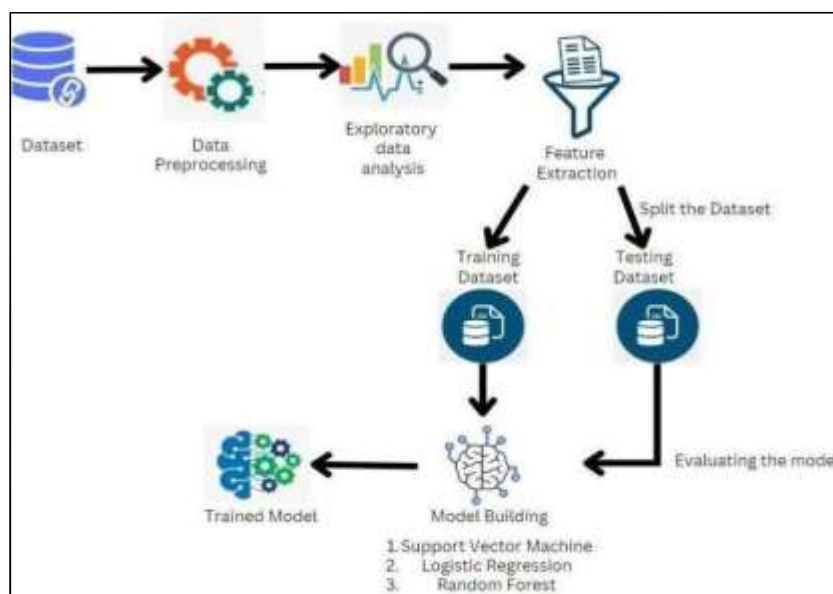 Dataset
Data
Preprocessing
Exploratory
data
analysis
Feature
Extraction
Split the Dataset
Training
Dataset
Testing
Dataset
Evaluating the mode
Trained Model
Model Building
1. Support Vector Machine
2. Logistic Regression
3. Random Forest